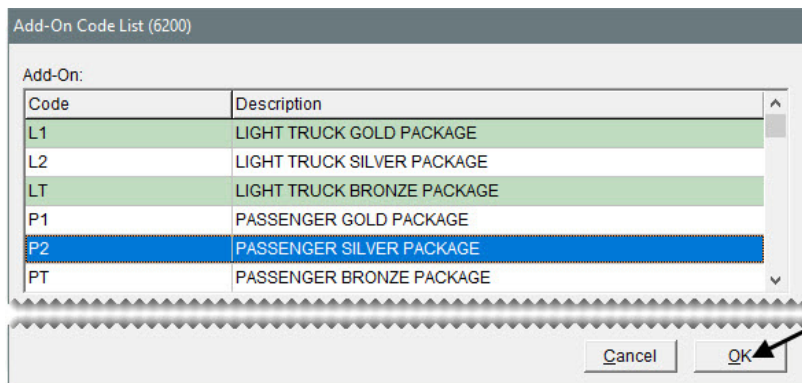 Add-On Code List (6200)
Add-On:
Code Description
L1 LIGHT TRUCK GOLD PACKAGE
L2 LIGHT TRUCK SILVER PACKAGE
LT LIGHT TRUCK BRONZE PACKAGE
P1 PASSENGER GOLD PACKAGE
P2 PASSENGER SILVER PACKAGE
PT PASSENGER BRONZE PACKAGE
Cancel OK